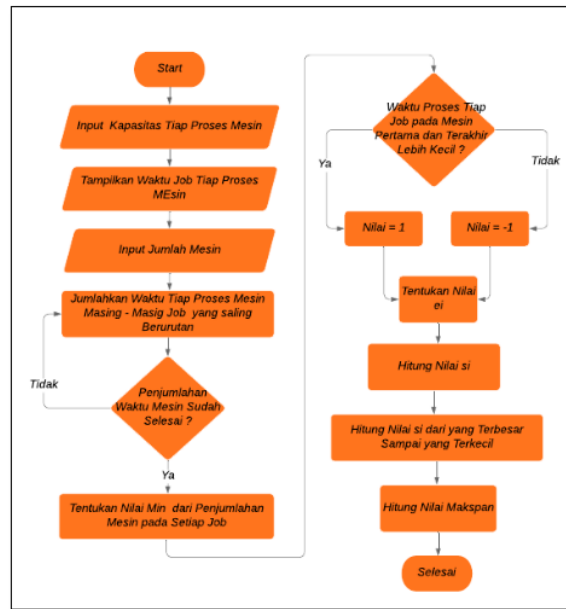 Start
Input Kapasitas Tiap Proses Mesin
Tampilkan Waktu Job Tiap Proses
MEsin
Input Jumlah Mesin
Jumlahkan Waktu Tiap Proses Mesin
Masing - Masig Job yang saling
Berurutan
Tidak
Penjumlahan
Waktu Mesin Sudah
Selesai ?
Ya
Tentukan Nilai Min dari Penjumlahan
Mesin pada Setiap Job
Waktu Proses Tiap
Job pada Mesin
Pertama dan Terakhir
Lebih Kecil ?
Ya
Tidak
Nilai = 1
Nilai = -1
Tentukan Nilai
ei
Hitung Nilai si
Hitung Nilai si dari yang Terbesar
Sampai yang Terkecil
Hitung Nilai Makspan
Selesai